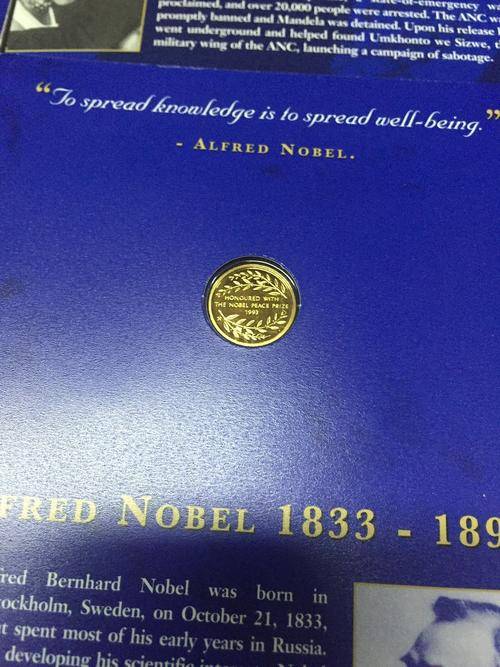 proclaimed, and over 20,000 people were arrested. The ANC w
promptly banned and Mandela was detained. Upon his release
went underground and helped found Umkhonto we Sizwe, t
military wing of the ANC, launching a campaign of sabotage.
“To spread knowledge is to spread well-being.”
- ALFRED NOBEL.
HONOURED WITH
THE NOBEL PEACE PRIZE
1993
FRED NOBEL 1833 - 189
red Bernhard Nobel was born in
ockholm, Sweden, on October 21, 1833,
t spent most of his early years in Russia.
developing his scientific